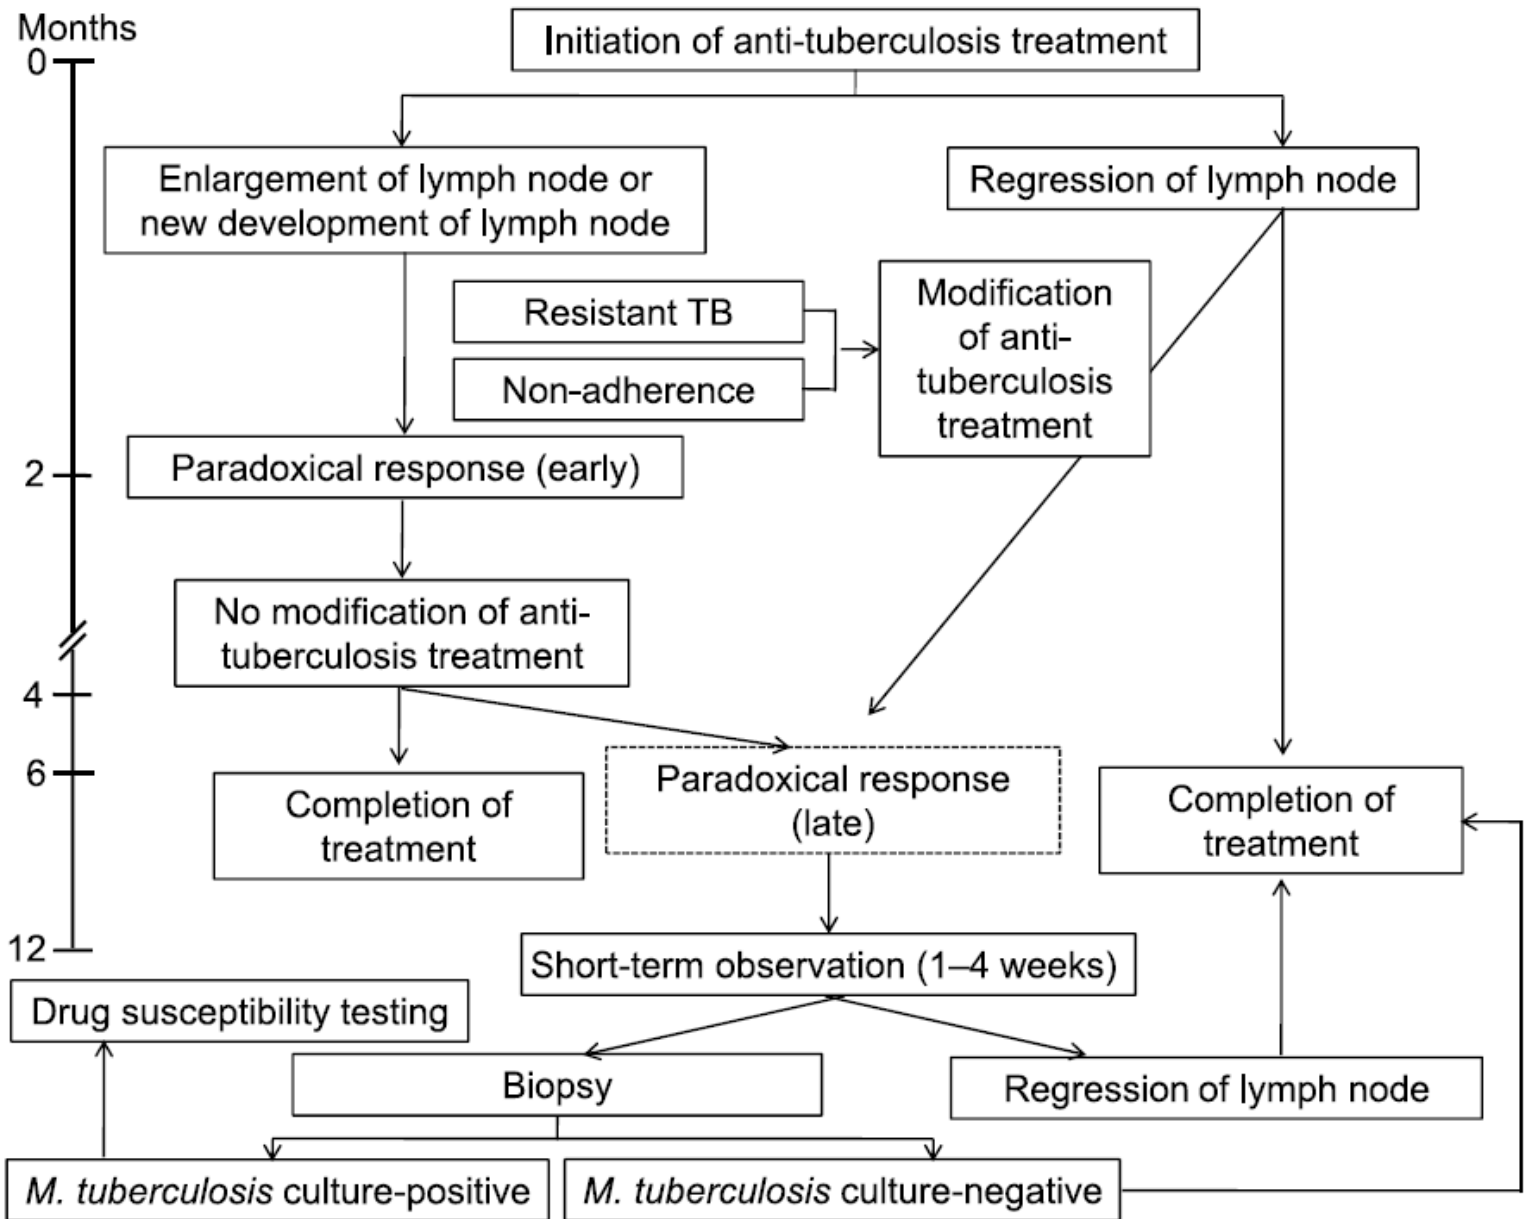 Months
0
Initiation of anti-tuberculosis treatment
Enlargement of lymph node or
new development of lymph node
Regression of lymph node
Resistant TB
Non-adherence
Modification
of anti-
tuberculosis
treatment
2
Paradoxical response (early)
No modification of anti-
tuberculosis treatment
4
6
Completion of
treatment
Paradoxical response
(late)
Completion of
treatment
12
Short-term observation (1–4 weeks)
Drug susceptibility testing
Biopsy
Regression of lymph node
M. tuberculosis culture-positive
M. tuberculosis culture-negative